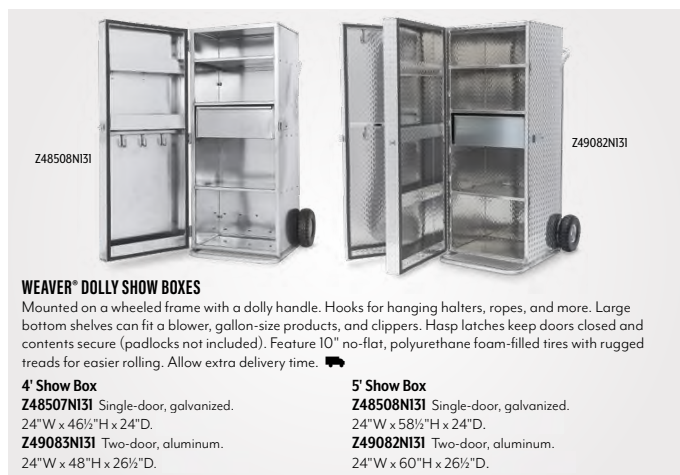 Z48508N131
Z49082N131
WEAVER® DOLLY SHOW BOXES
Mounted on a wheeled frame with a dolly handle. Hooks for hanging halters, ropes, and more. Large
bottom shelves can fit a blower, gallon-size products, and clippers. Hasp latches keep doors closed and
contents secure (padlocks not included). Feature 10" no-flat, polyurethane foam-filled tires with rugged
treads for easier rolling. Allow extra delivery time.
4' Show Box
Z48507N131 Single-door, galvanized.
24"W x 46½"H x 24"D.
Z49083N131 Two-door, aluminum.
24"W x 48"H x 26½"D.
5' Show Box
Z48508N131 Single-door, galvanized.
24"W x 58½"H x 24"D.
Z49082N131 Two-door, aluminum.
24"W x 60"H x 26½"D.